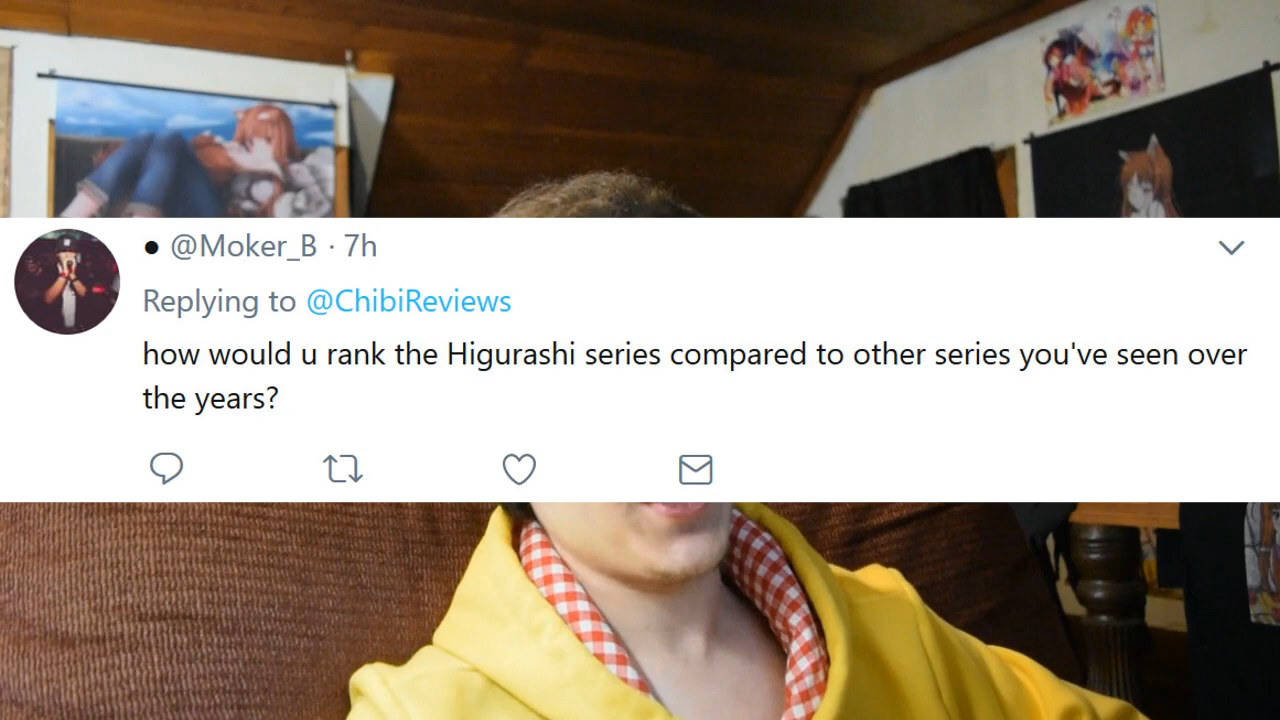 ● @Moker_B · 7h
Replying to @ChibiReviews
how would u rank the Higurashi series compared to other series you've seen over
the years?